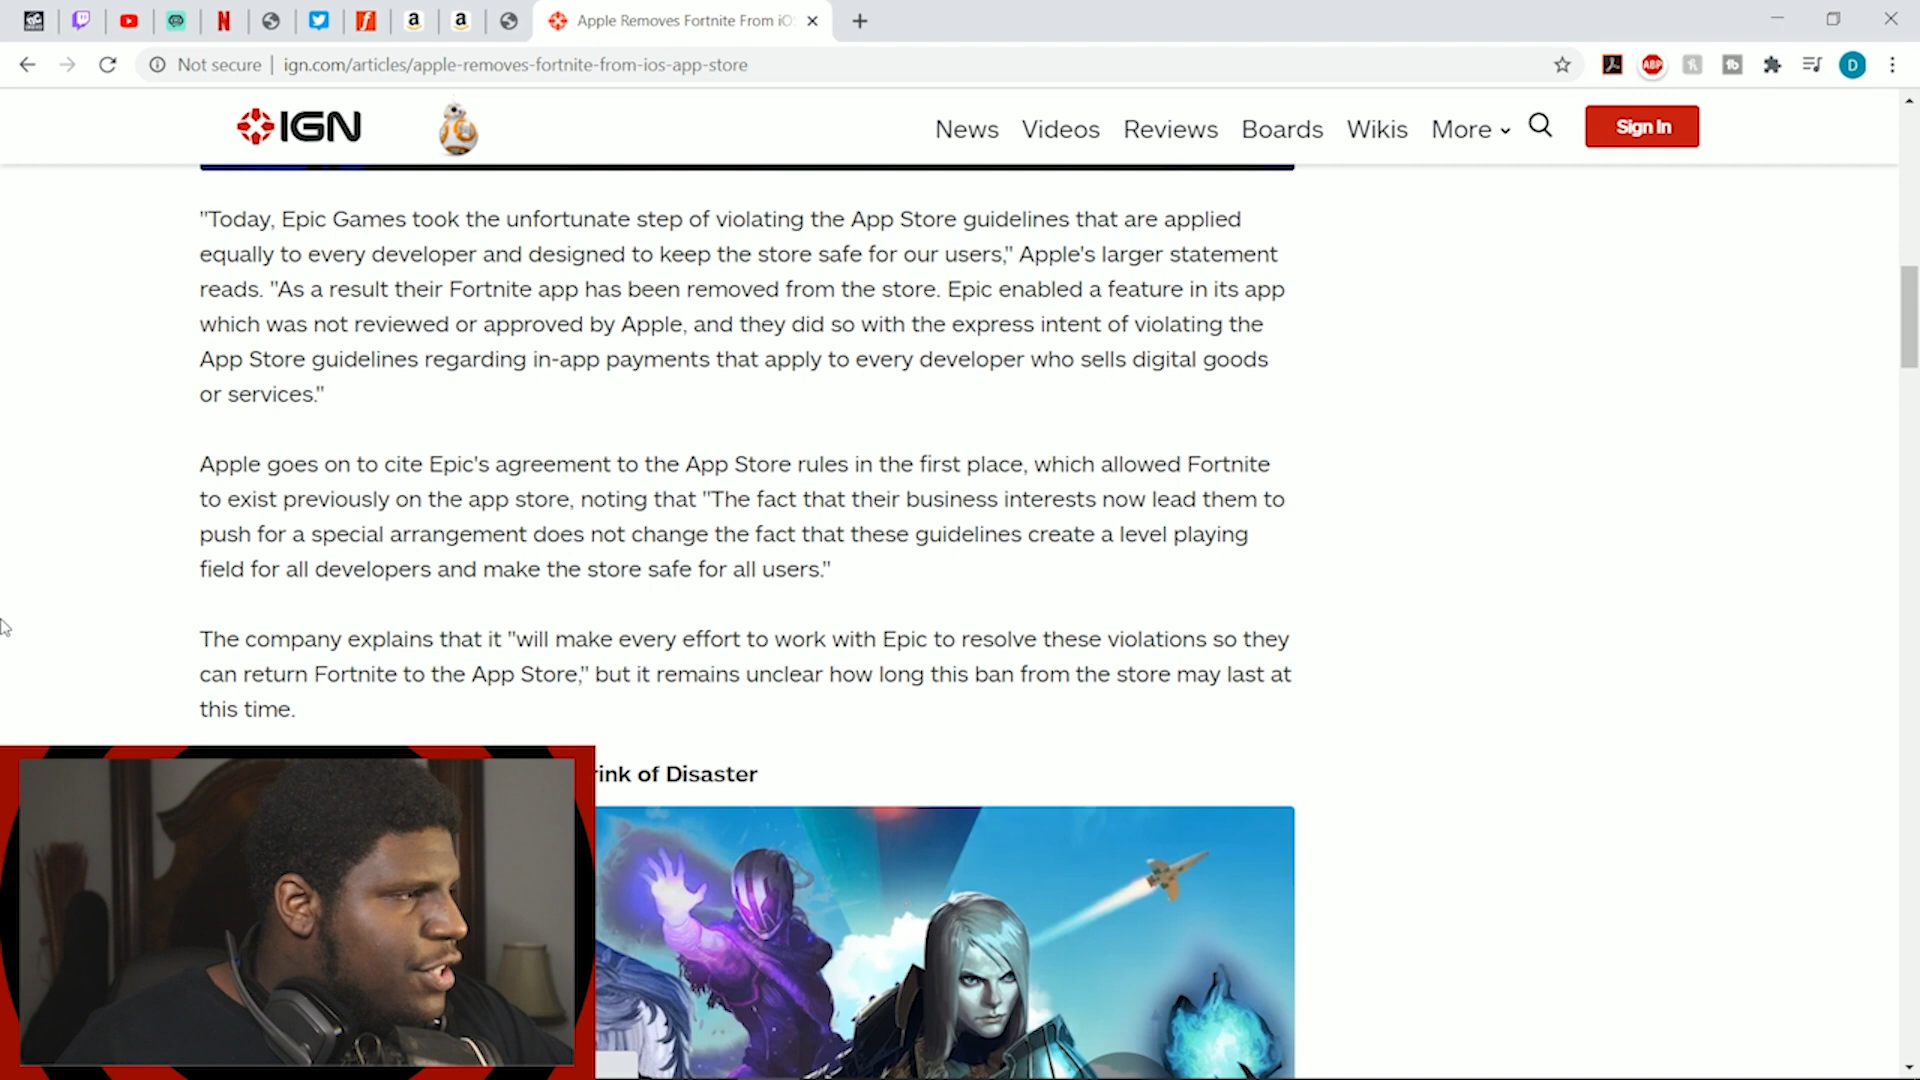 Apple Removes Fortnite From iO
Not secure | ign.com/articles/apple-removes-fortnite-from-ios-app-store
ABP
tb
D
IGN
News
Videos
Reviews
Boards
Wikis
More
Sign In
"Today, Epic Games took the unfortunate step of violating the App Store guidelines that are applied
equally to every developer and designed to keep the store safe for our users," Apple's larger statement
reads. "As a result their Fortnite app has been removed from the store. Epic enabled a feature in its app
which was not reviewed or approved by Apple, and they did so with the express intent of violating the
App Store guidelines regarding in-app payments that apply to every developer who sells digital goods
or services."
Apple goes on to cite Epic's agreement to the App Store rules in the first place, which allowed Fortnite
to exist previously on the app store, noting that "The fact that their business interests now lead them to
push for a special arrangement does not change the fact that these guidelines create a level playing
field for all developers and make the store safe for all users."
The company explains that it "will make every effort to work with Epic to resolve these violations so they
can return Fortnite to the App Store," but it remains unclear how long this ban from the store may last at
this time.
rink of Disaster